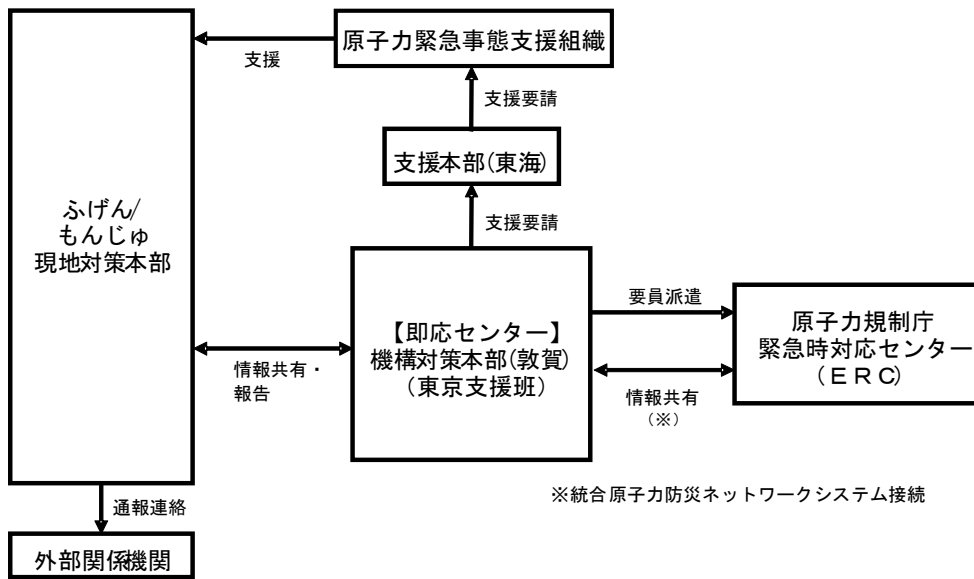 原子力緊急事態支援組織
支援
支援要請
支援本部(東海)
支援要請
ふげん/
もんじゅ
現地対策本部
【即応センター】
機構対策本部(敦賀)
(東京支援班)
要員派遣
原子力規制庁
緊急時対応センター
(ERC)
情報共有・
報告
情報共有
(※)
※統合原子力防災ネットワークシステム接続
通報連絡
外部関係機関